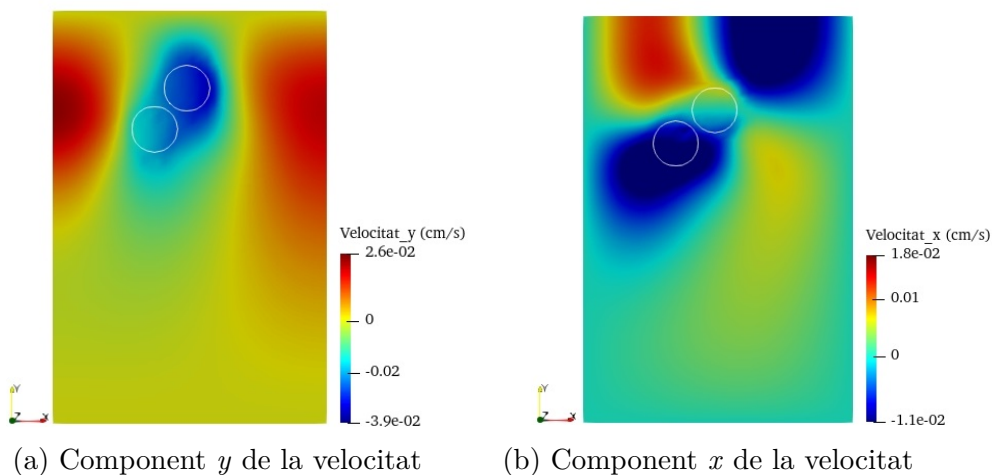 Velocitat_y (cm/s)
2.6e-02
0
-0.02
-3.9e-02
Y
Z
X
(a) Component y de la velocitat
Velocitat_x (cm/s)
1.8e-02
0.01
0
-1.1e-02
Y
Z
X
(b) Component x de la velocitat